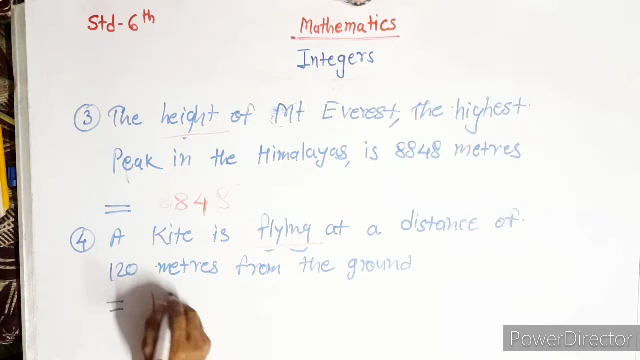 Std-6th
Mathematics
Integers
③ The height of Mt Everest, the highest
Peak in the Himalayas, is 8848 metres
= 8848
④ A Kite is flying at a distance of
120 metres from the ground.
=
PowerDirector